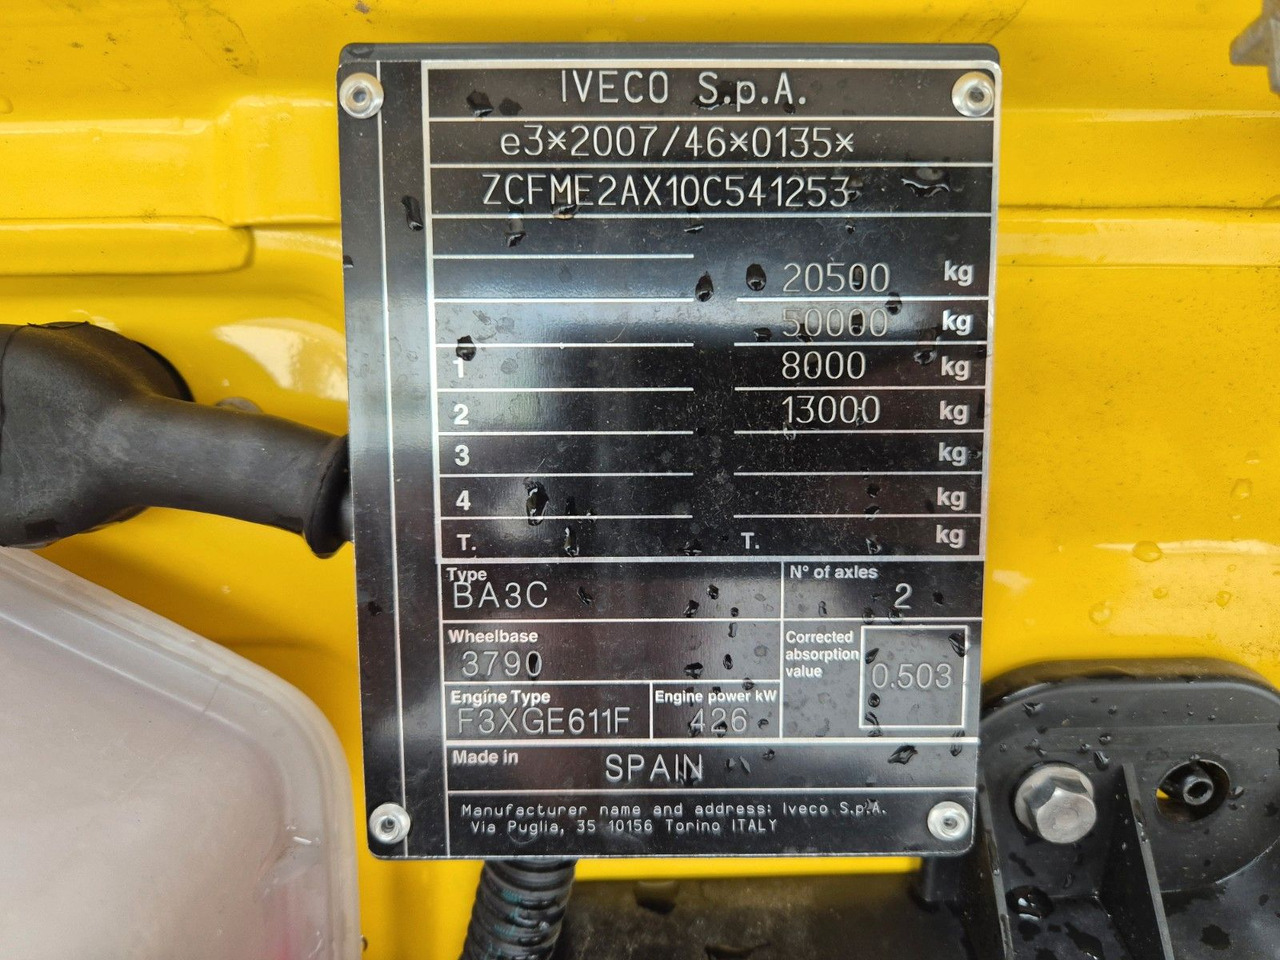 IVECO S.p.A.
e3*2007/46*0135*
ZCFME2AX10C541253
20500 kg
50000 kg
1 8000 kg
2 13000 kg
3 kg
4 kg
T. T. kg
Type
BA3C
N° of axles
2
Wheelbase
3790
Corrected absorption value
0.503
Engine Type
F3XGE611F
Engine power kW
426
Made in SPAIN
Manufacturer name and address: Iveco S.p.A.
Via Puglia, 35 10156 Torino ITALY